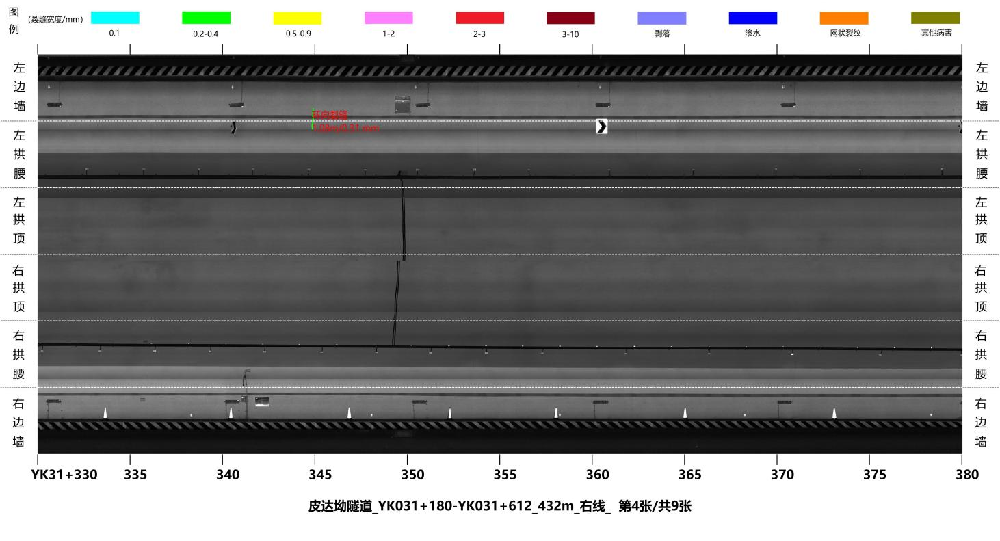 图例
(裂缝宽度/mm)
0.1
0.2-0.4
0.5-0.9
1-2
2-3
3-10
剥落
渗水
网状裂纹
其他病害
左边墙
左边墙
环向裂缝
1.08m/0.31 mm
左拱腰
左拱腰
左拱顶
左拱顶
右拱顶
右拱顶
右拱腰
右拱腰
右边墙
右边墙
YK31+330 335 340 345 350 355 360 365 370 375 380
皮达坳隧道_YK031+180-YK031+612_432m_右线_ 第4张/共9张